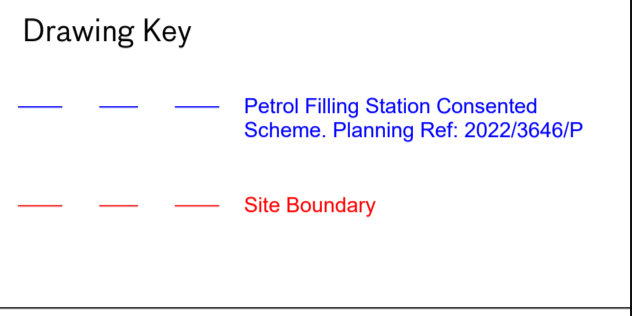 Drawing Key
Petrol Filling Station Consented
Scheme. Planning Ref: 2022/3646/P
Site Boundary